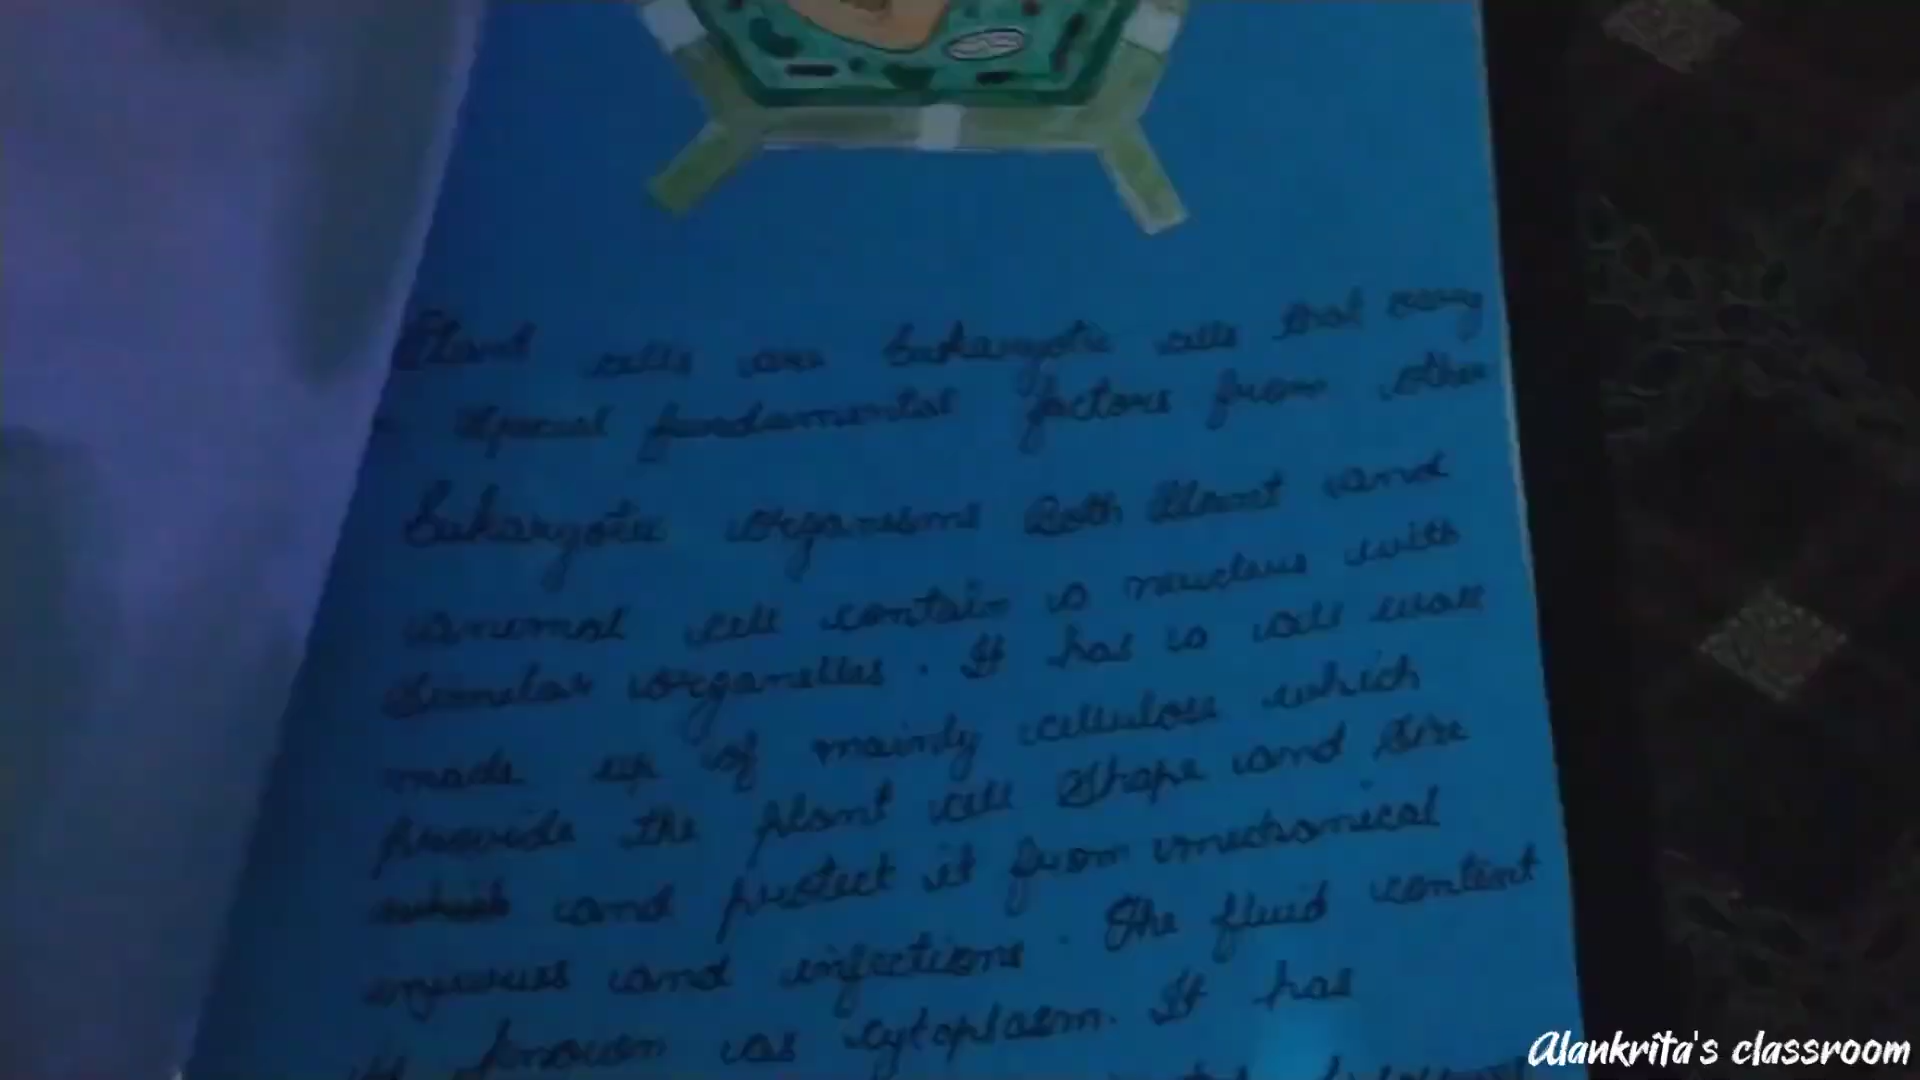 Plant cells are Eukaryotic cells that vary
Special fundamental factors from other
Eukaryotic organisms Both Plant and
animal cell contain a nucleus with
Similar organelles. It has a cell wall
made up of mainly cellulose which
provide the plant cell Shape and Size
and protect it from mechanical
injuries and infections. The fluid content
is known as cytoplasm. It has
Alankrita's classroom